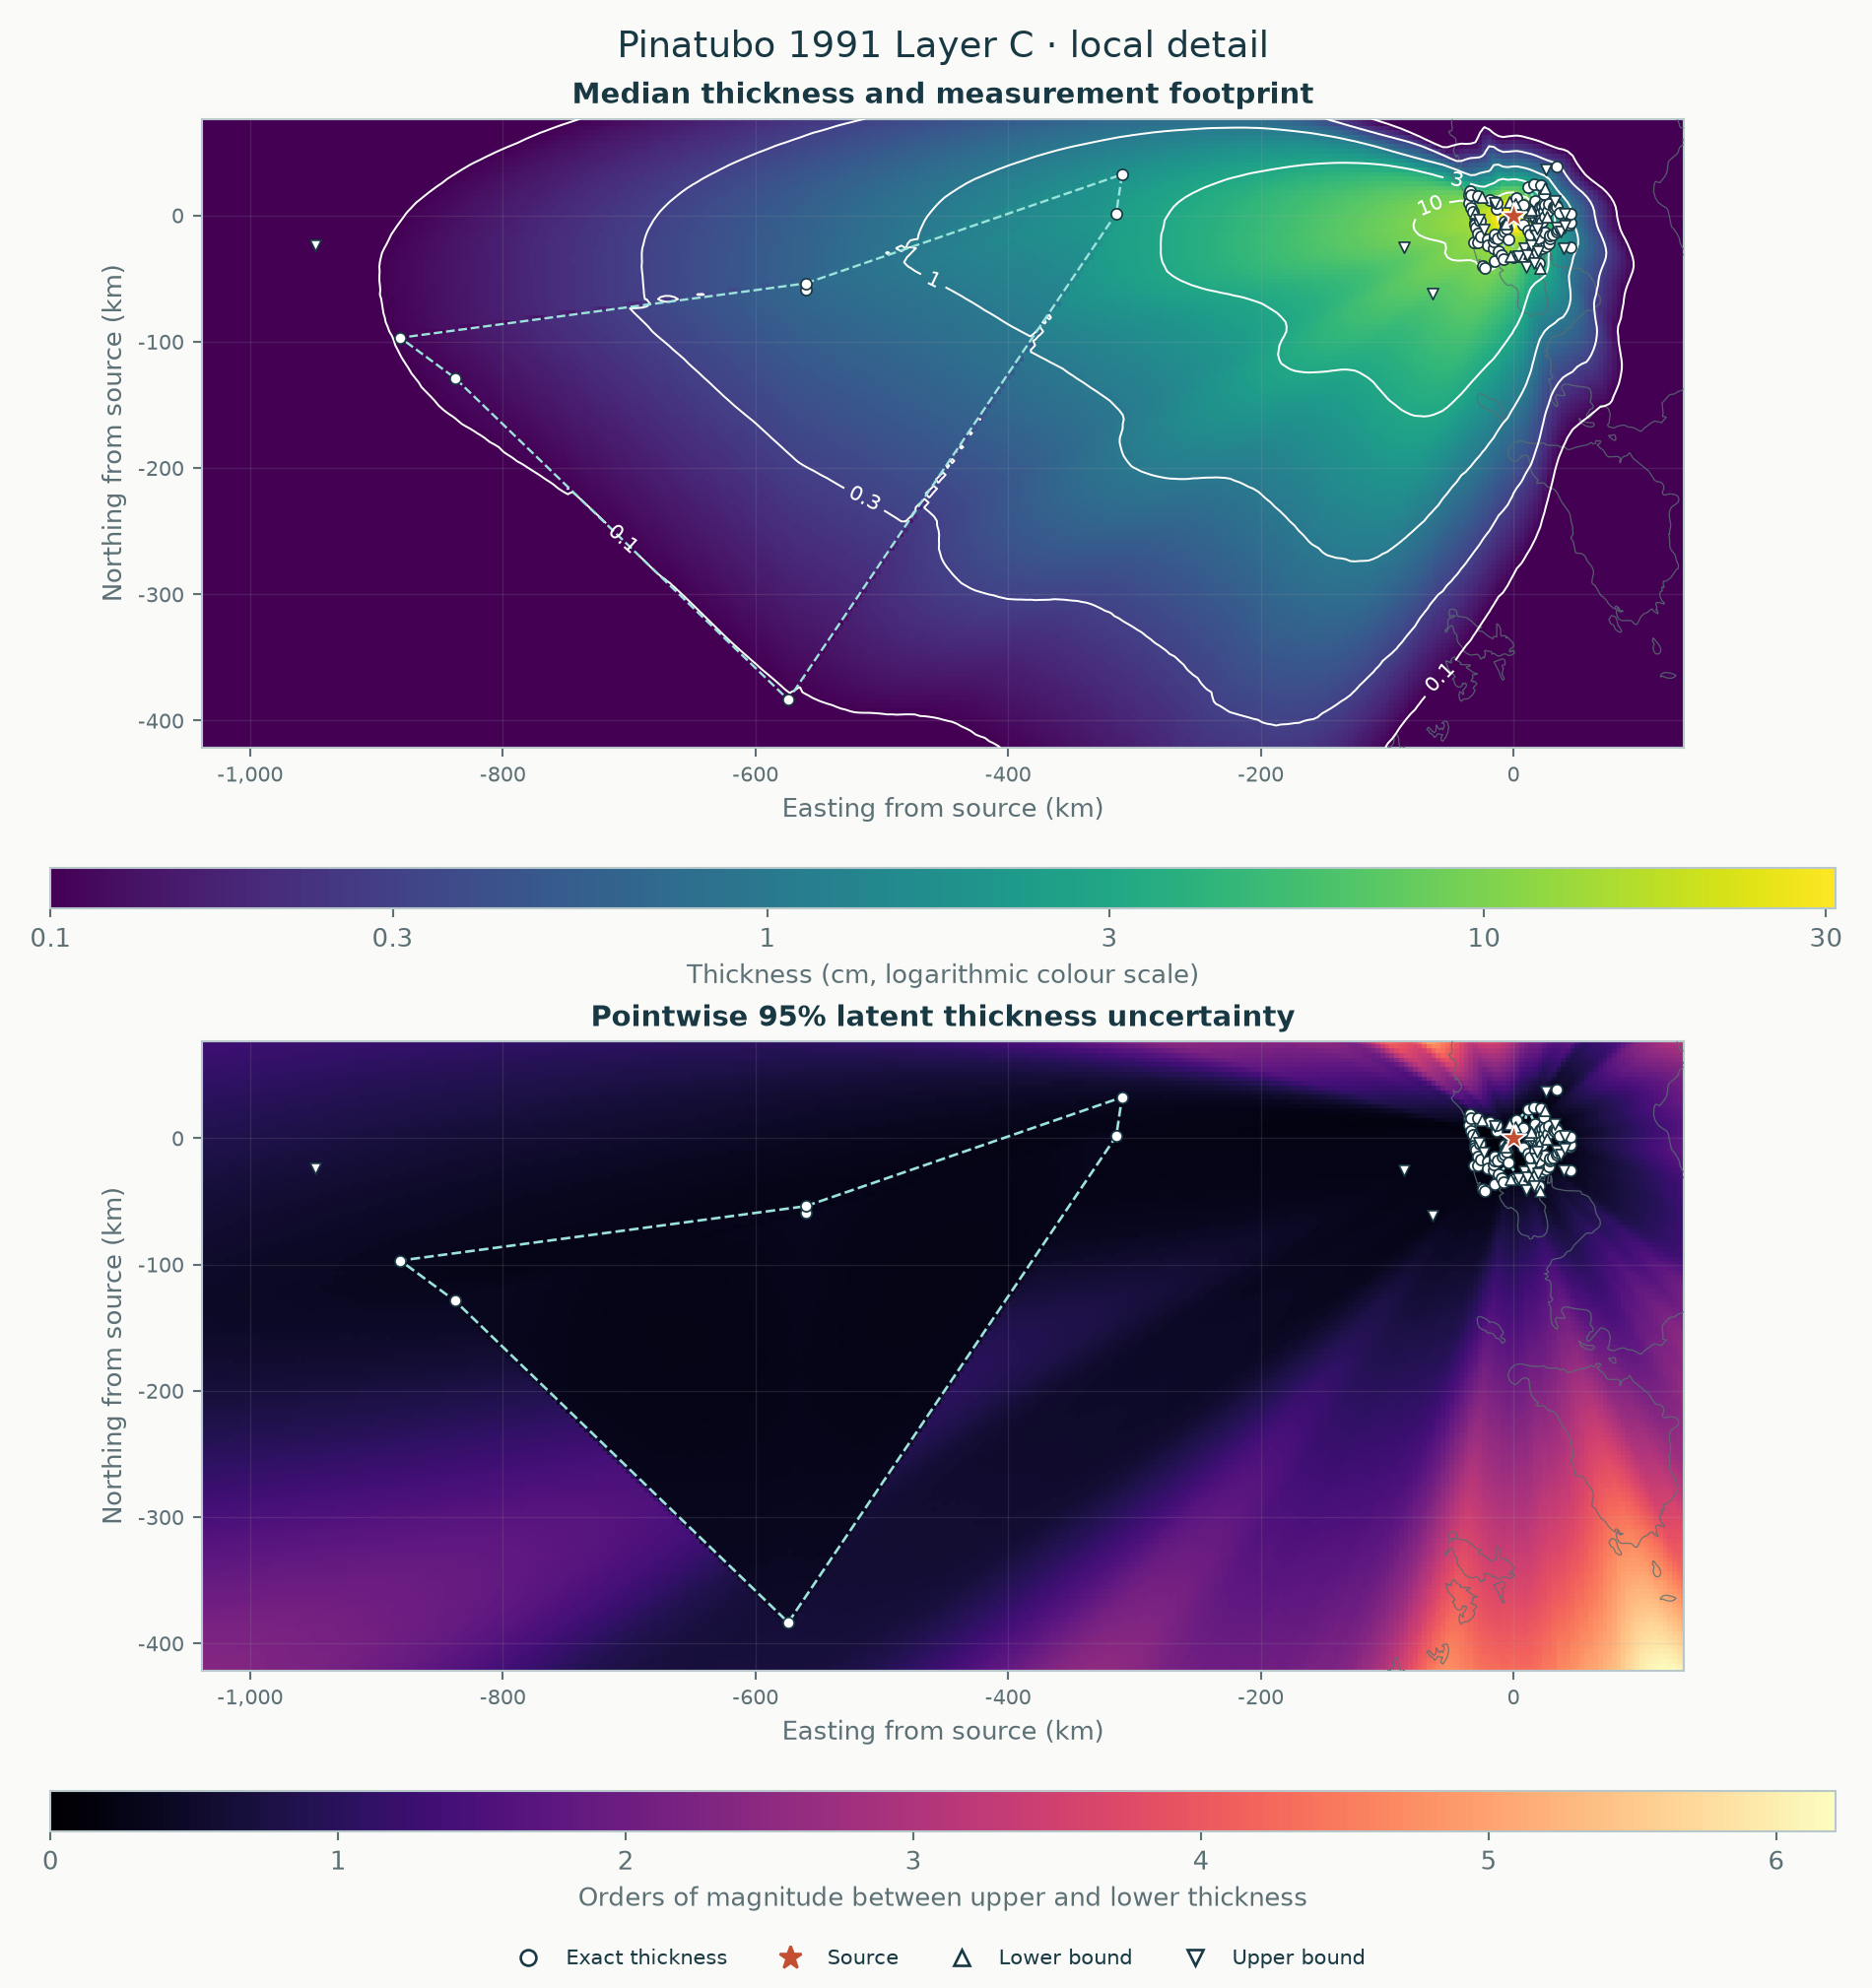 Pinatubo 1991 Layer C · local detail
Median thickness and measurement footprint
Northing from source (km)
0
-100
-200
-300
-400
3
10
1
0.3
0.1
0.1
-1,000 -800 -600 -400 -200 0
Easting from source (km)
0.1 0.3 1 3 10 30
Thickness (cm, logarithmic colour scale)
Pointwise 95% latent thickness uncertainty
Northing from source (km)
0
-100
-200
-300
-400
-1,000 -800 -600 -400 -200 0
Easting from source (km)
0 1 2 3 4 5 6
Orders of magnitude between upper and lower thickness
Exact thickness Source Lower bound Upper bound